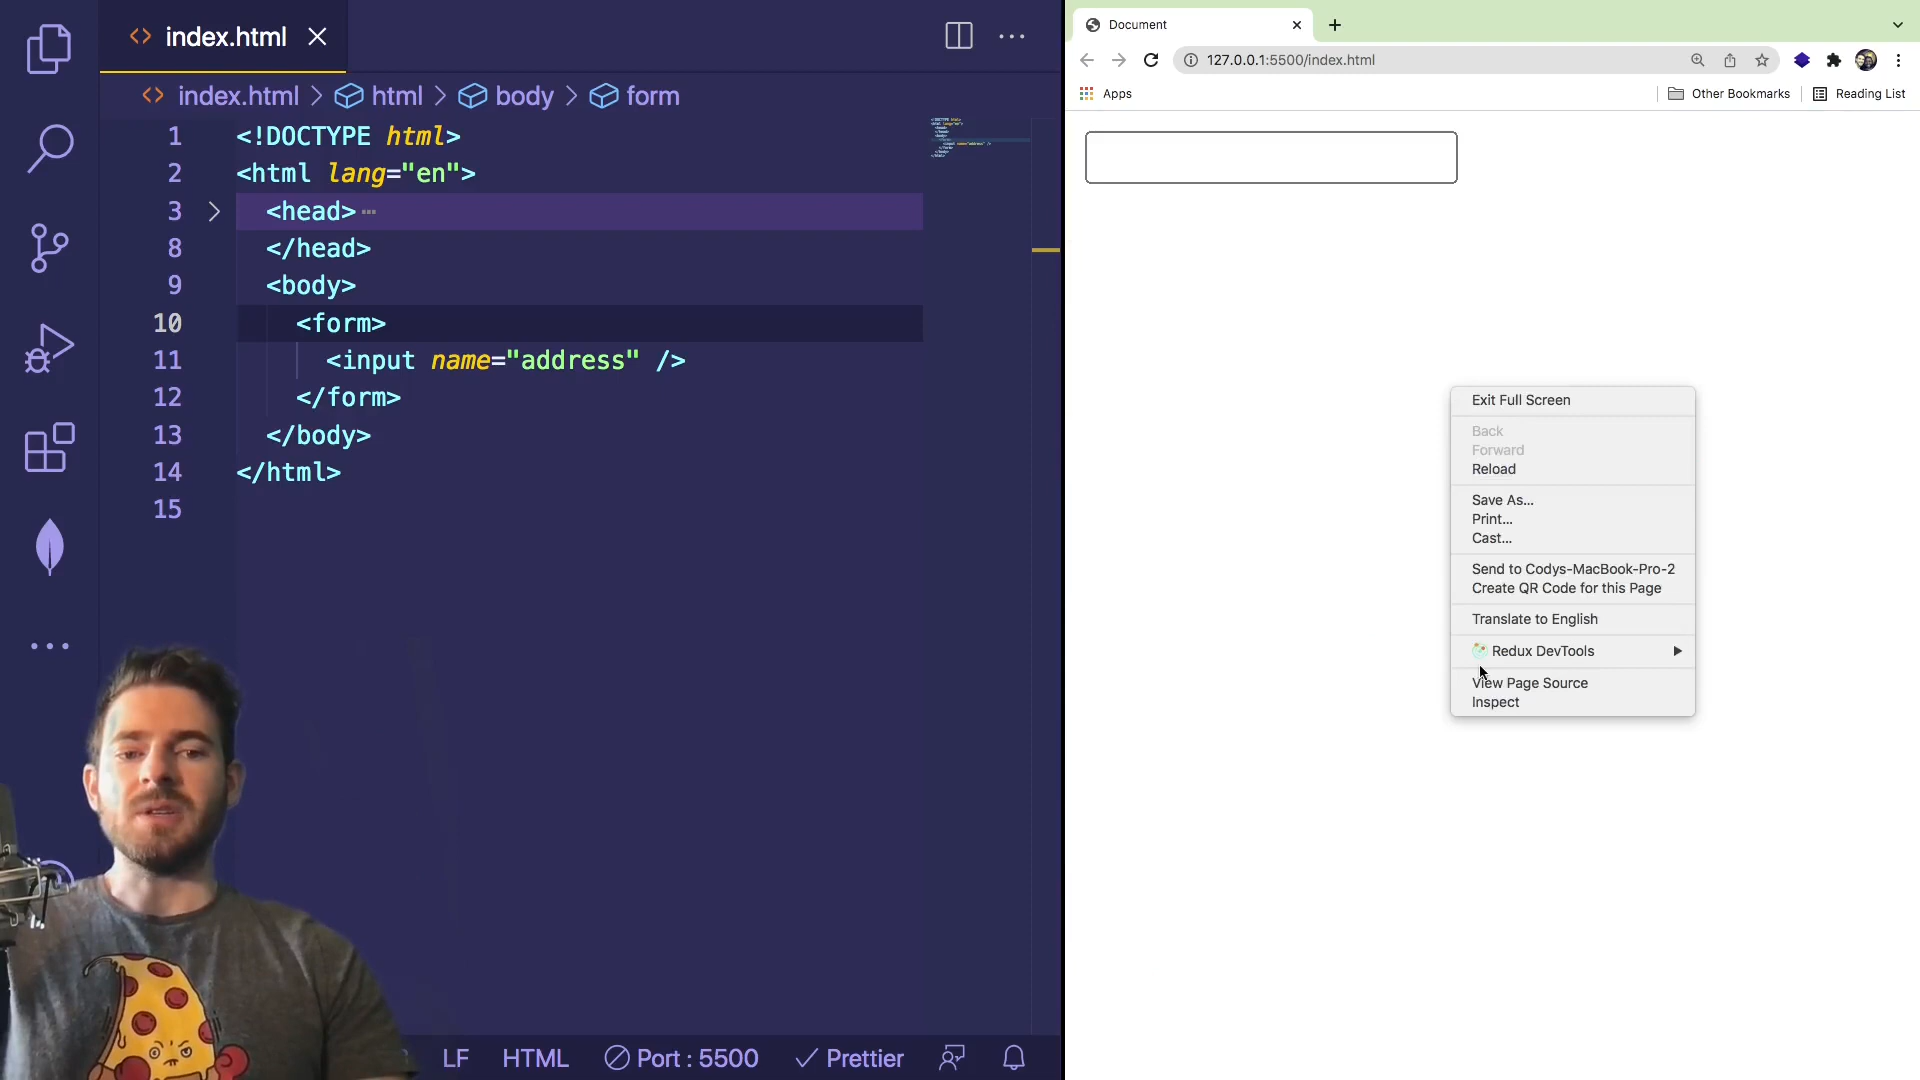 index.html
index.html > html > body > form
1 <!DOCTYPE html>
2 <html lang="en">
3 <head>
8 </head>
9 <body>
10 <form>
11 <input name="address" />
12 </form>
13 </body>
14 </html>
15
LF HTML Port : 5500 Prettier
Document
127.0.0.1:5500/index.html
Apps Other Bookmarks Reading List
Exit Full Screen
Back
Forward
Reload
Save As...
Print...
Cast...
Send to Codys-MacBook-Pro-2
Create QR Code for this Page
Translate to English
Redux DevTools
View Page Source
Inspect